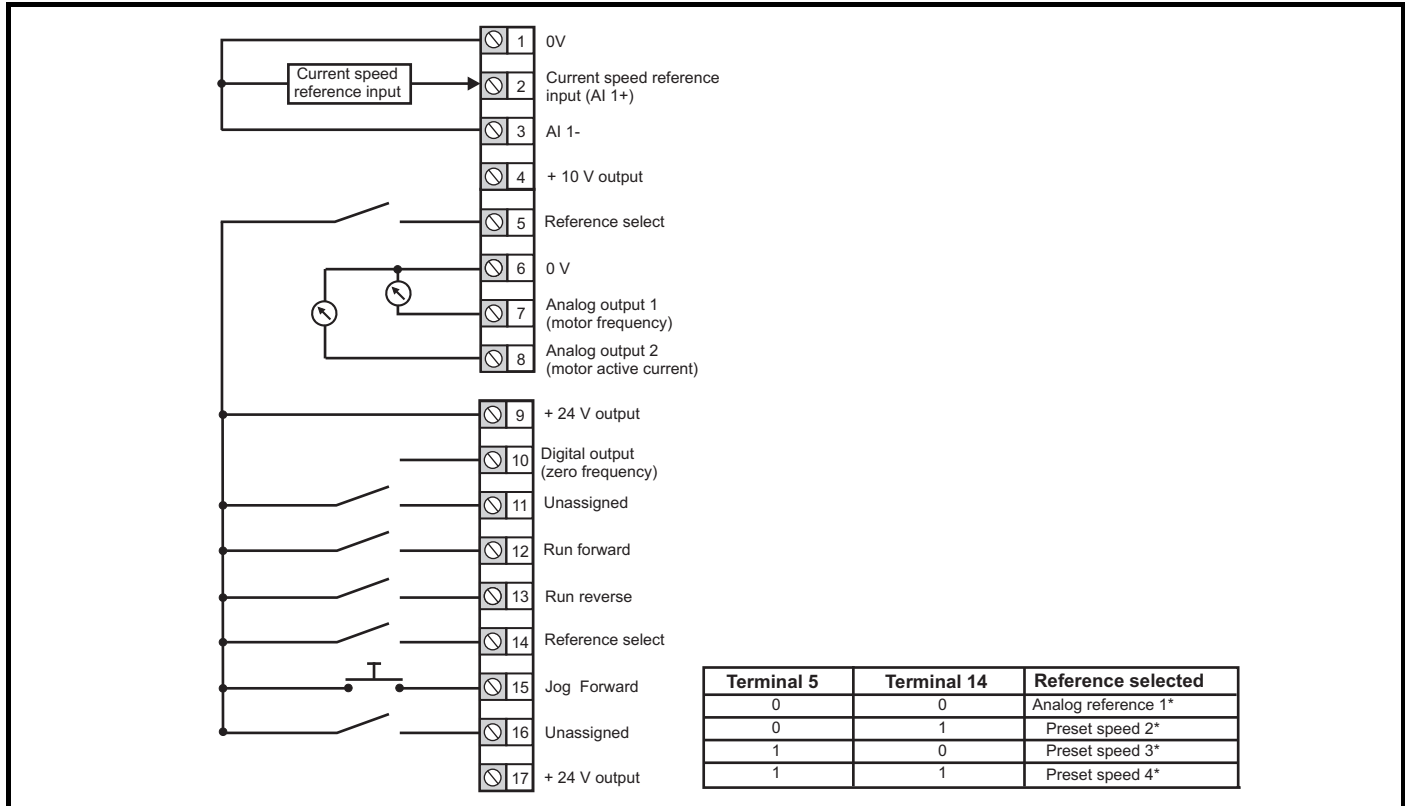 1 0V
Current speed
reference input
2 Current speed reference
input (AI 1+)
3 AI 1-
4 + 10 V output
5 Reference select
6 0 V
7 Analog output 1
(motor frequency)
8 Analog output 2
(motor active current)
9 + 24 V output
10 Digital output
(zero frequency)
11 Unassigned
12 Run forward
13 Run reverse
14 Reference select
15 Jog Forward
16 Unassigned
17 + 24 V output
Terminal 5 Terminal 14 Reference selected
0 0 Analog reference 1*
0 1 Preset speed 2*
1 0 Preset speed 3*
1 1 Preset speed 4*